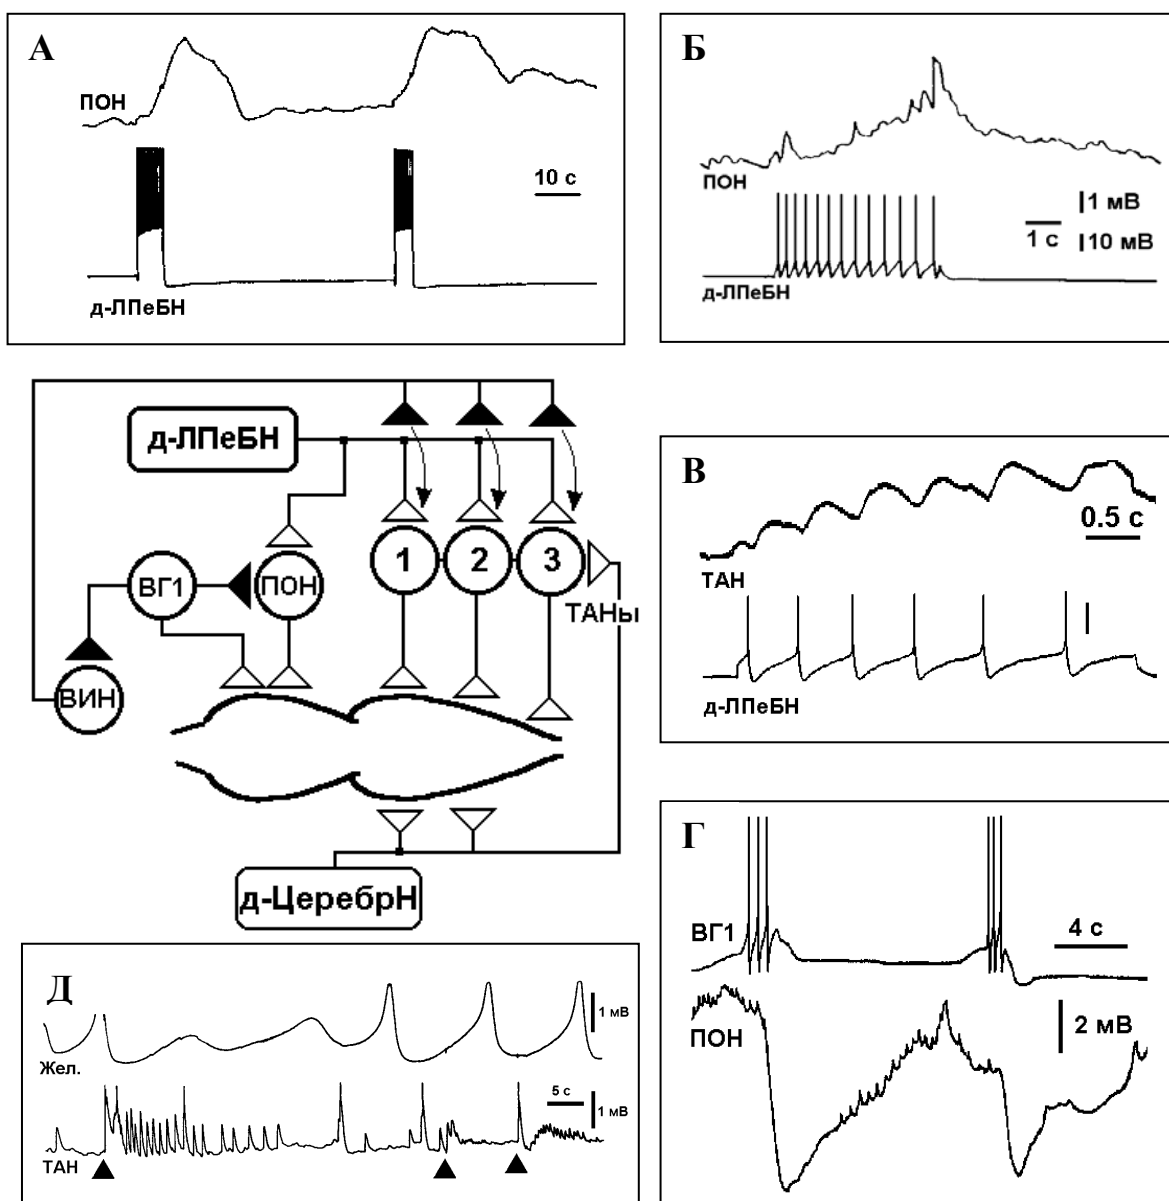 А
ПОН
10 с
д-ЛПеБН
Б
ПОН
1 мВ
1 с
10 мВ
д-ЛПеБН
д-ЛПеБН
ВГ1
ПОН
1
2
3
ТАНы
ВИН
д-ЦеребрН
В
0.5 с
ТАН
д-ЛПеБН
Г
ВГ1
4 с
ПОН
2 мВ
Д
1 мВ
Жел.
5 с
1 мВ
ТАН